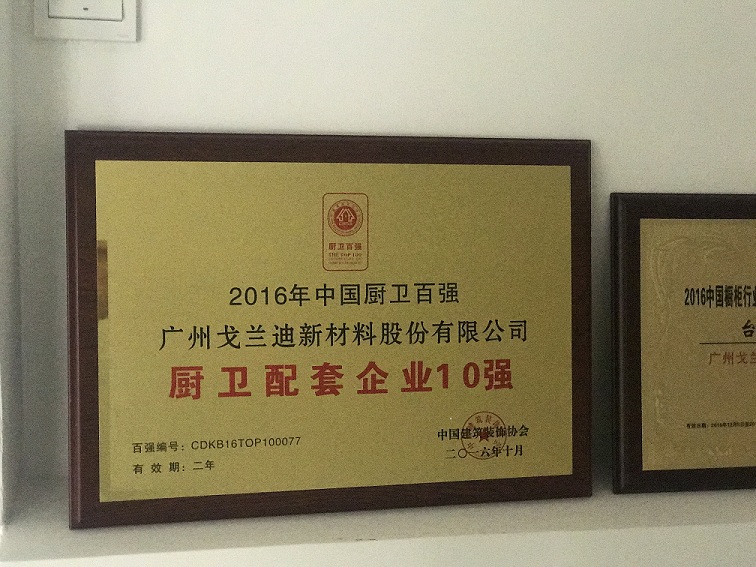 厨卫百强
2016年中国厨卫百强
广州戈兰迪新材料股份有限公司
厨卫配套企业10强
百强编号：CDKB16TOP100077
有 效 期：二年
中国建筑装饰协会
二〇一六年十月
2016中国橱柜行业
台
广州戈兰